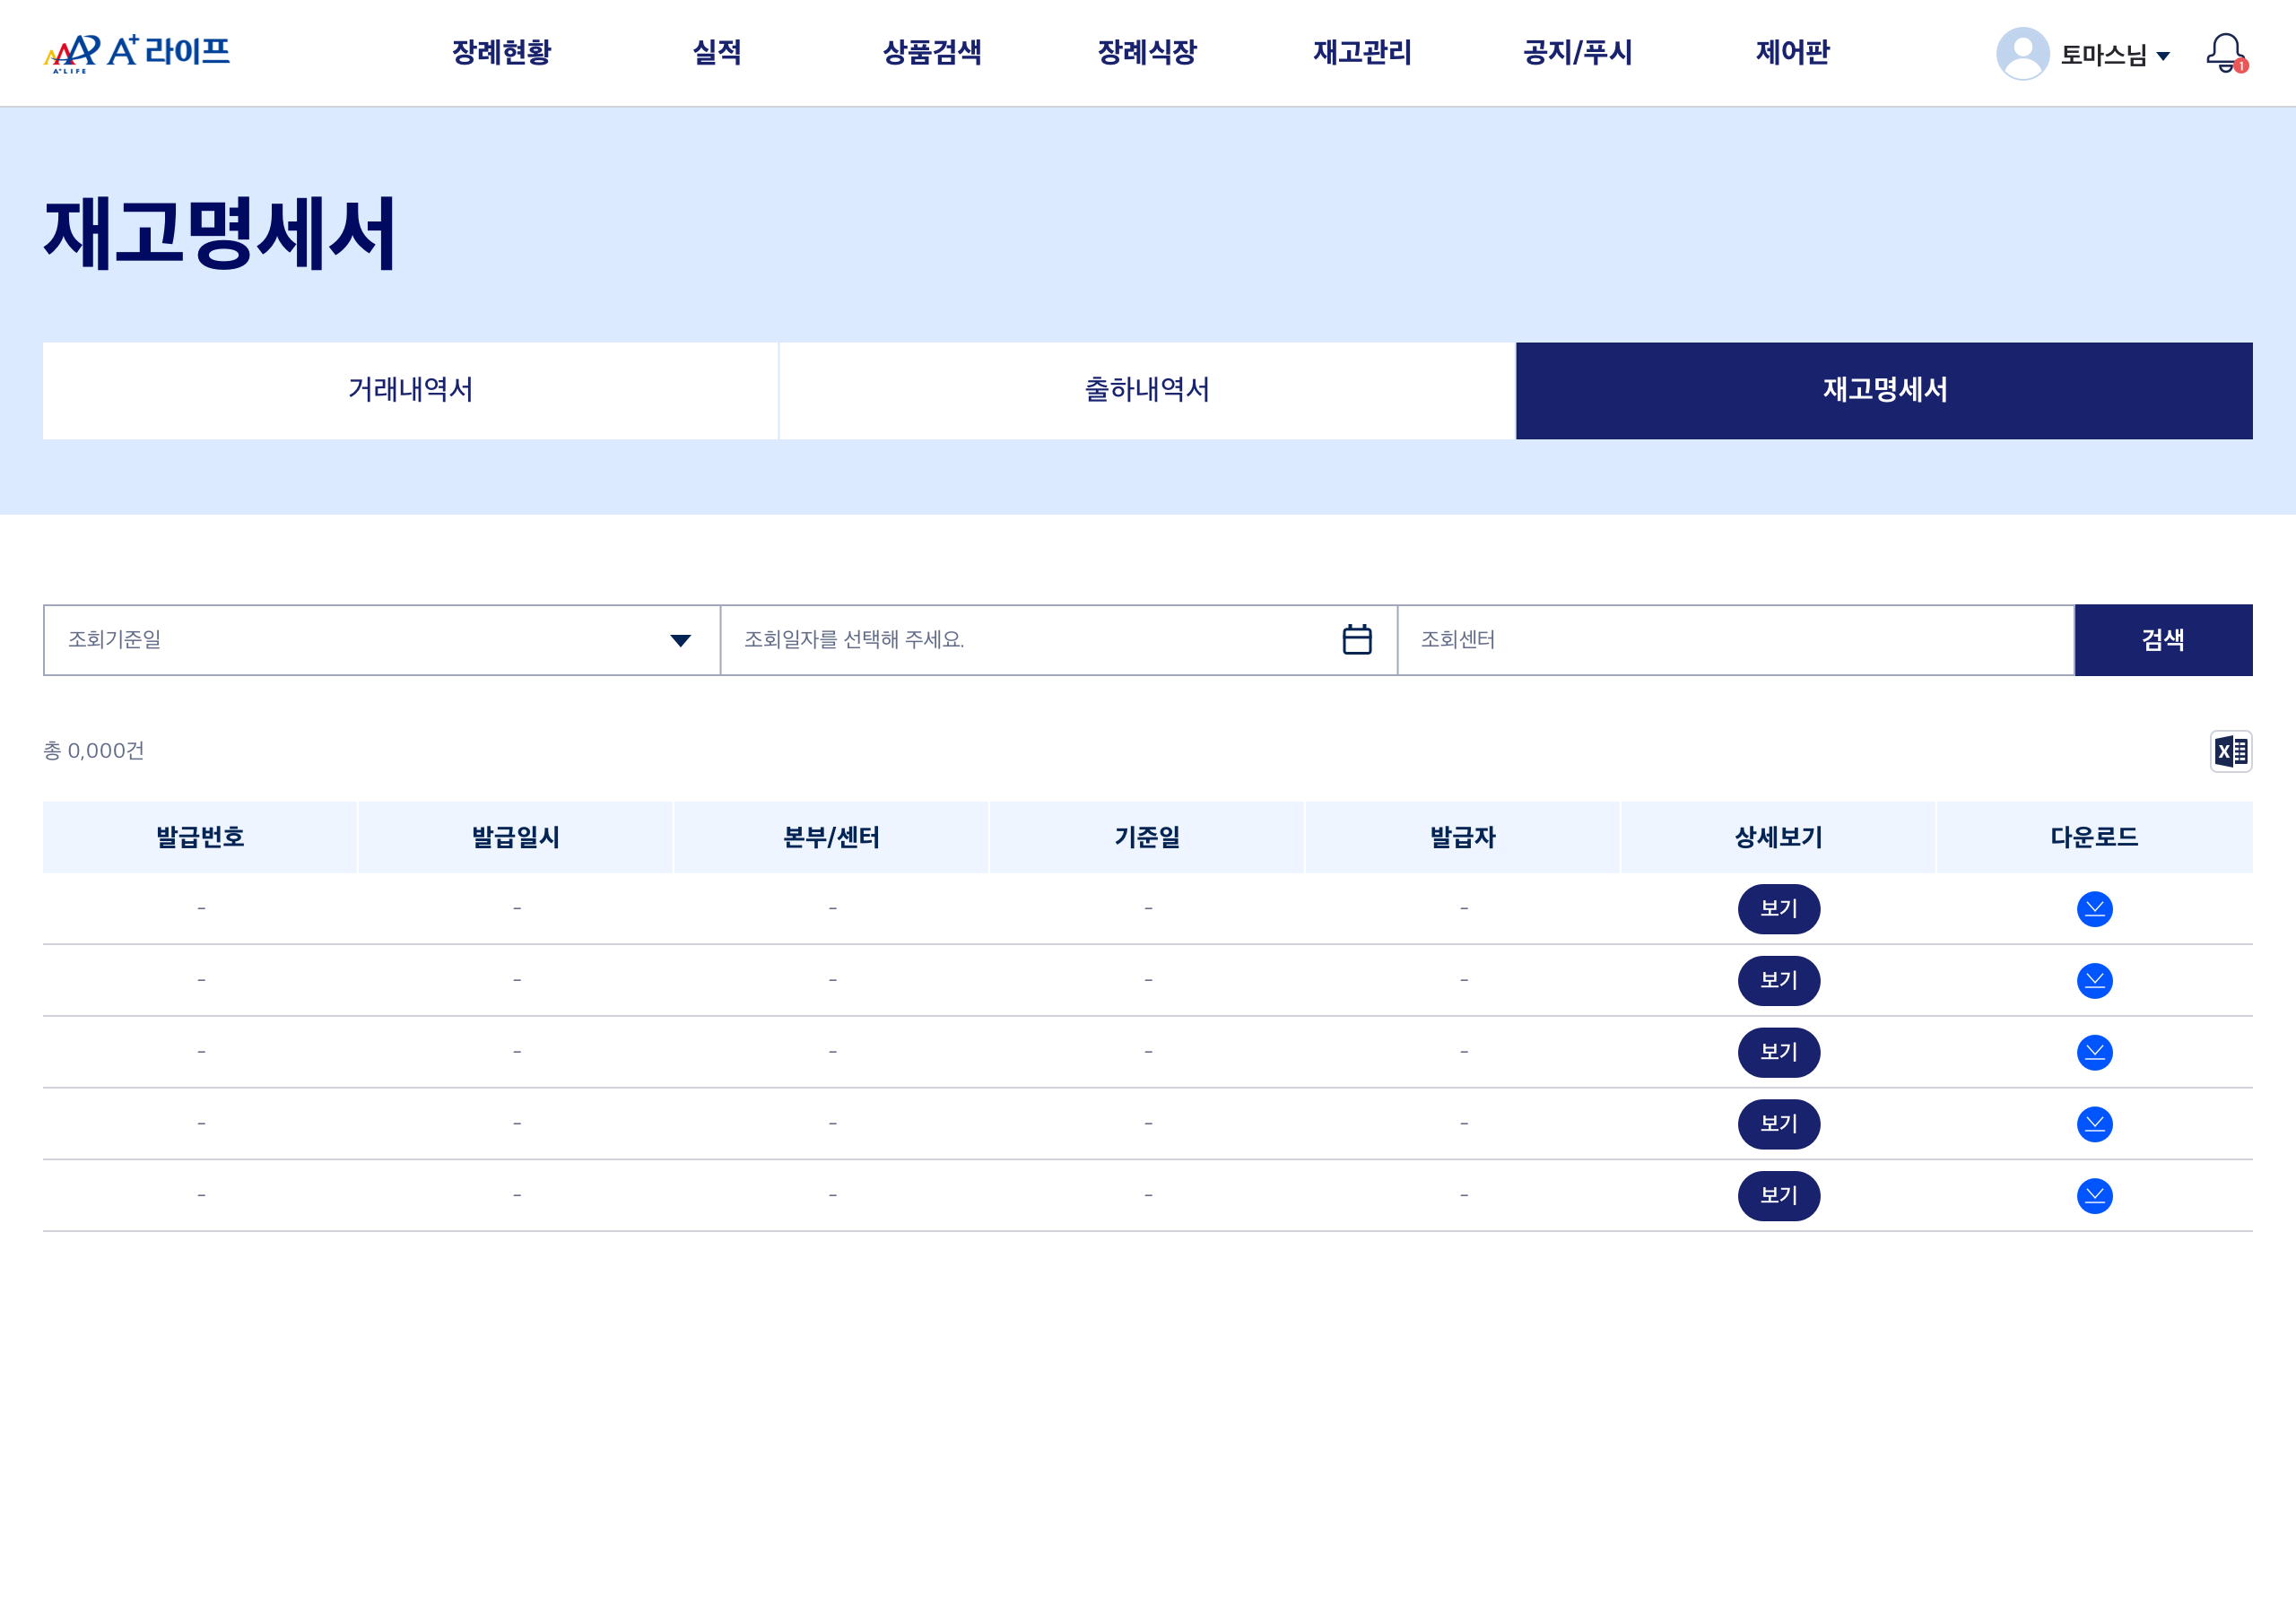 A+ LIFE A+ 라이프 장례현황 실적 상품검색 장례식장 재고관리 공지/푸시 제어판 토마스님 1
재고명세서
거래내역서 출하내역서 재고명세서
조회기준일 조회일자를 선택해 주세요. 조회센터 검색
총 0,000건 X
발급번호 발급일시 본부/센터 기준일 발급자 상세보기 다운로드
- - - - - 보기
- - - - - 보기
- - - - - 보기
- - - - - 보기
- - - - - 보기